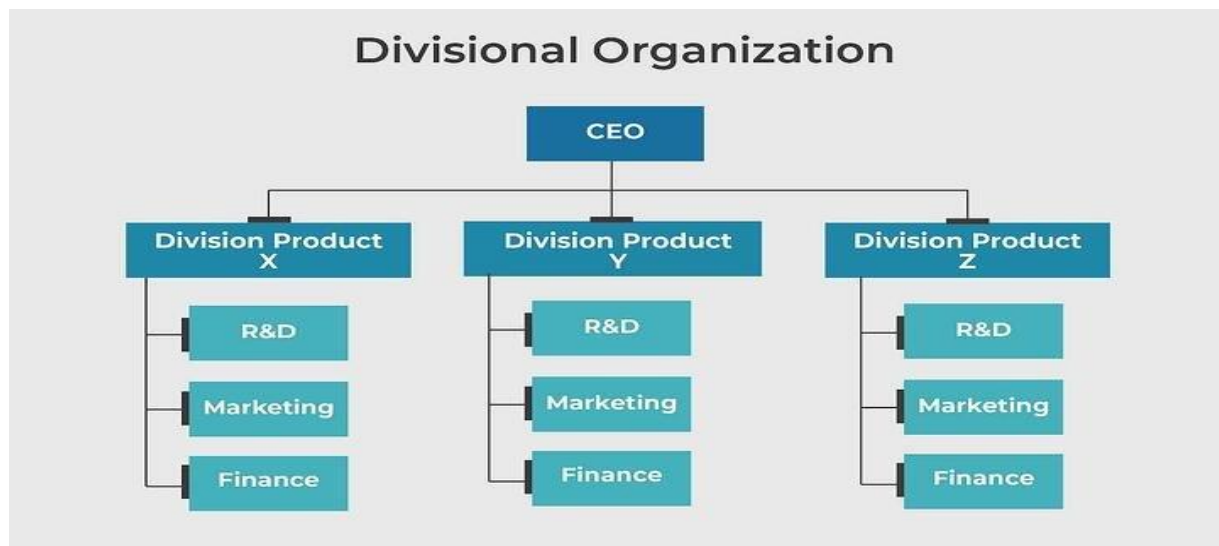 Divisional Organization
CEO
Division Product
X
R&D
Marketing
Finance
Division Product
Y
R&D
Marketing
Finance
Division Product
Z
R&D
Marketing
Finance